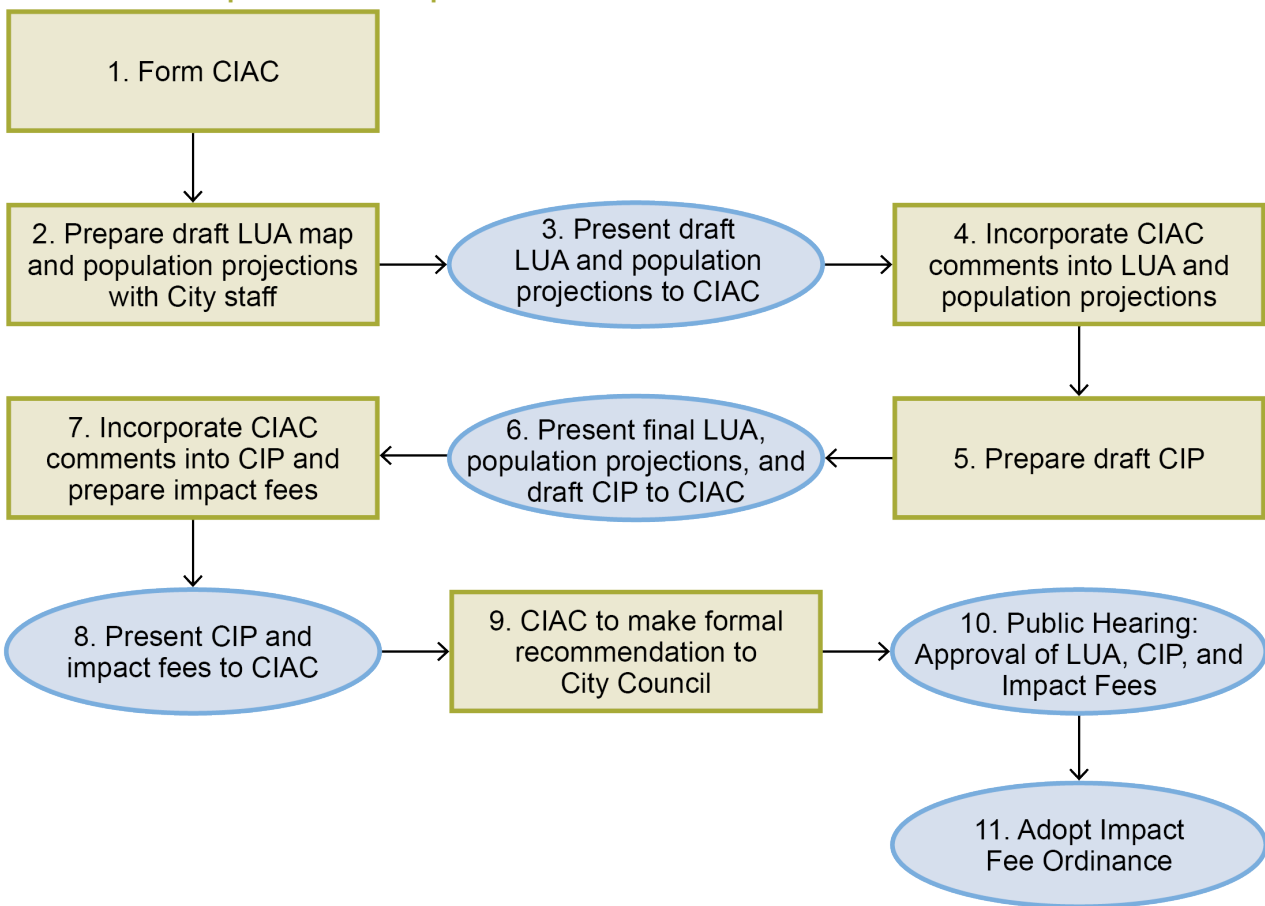 1. Form CIAC
2. Prepare draft LUA map
and population projections
with City staff
3. Present draft
LUA and population
projections to CIAC
4. Incorporate CIAC
comments into LUA and
population projections
5. Prepare draft CIP
6. Present final LUA,
population projections, and
draft CIP to CIAC
7. Incorporate CIAC
comments into CIP and
prepare impact fees
8. Present CIP and
impact fees to CIAC
9. CIAC to make formal
recommendation to
City Council
10. Public Hearing:
Approval of LUA, CIP, and
Impact Fees
11. Adopt Impact
Fee Ordinance